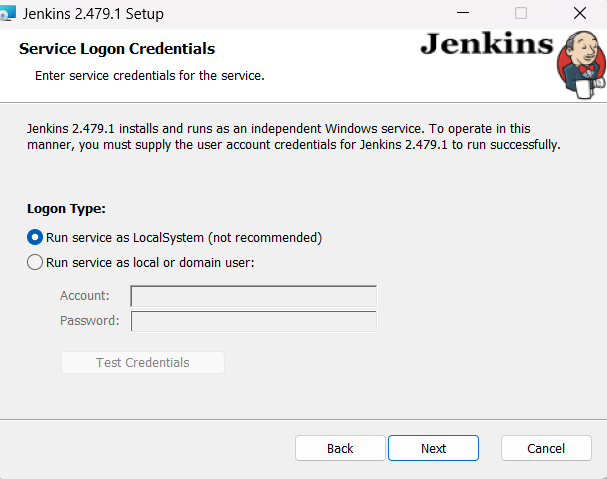 Jenkins 2.479.1 Setup
Service Logon Credentials
Jenkins
Enter service credentials for the service.
Jenkins 2.479.1 installs and runs as an independent Windows service. To operate in this
manner, you must supply the user account credentials for Jenkins 2.479.1 to run successfully.
Logon Type:
Run service as LocalSystem (not recommended)
Run service as local or domain user:
Account:
Password:
Test Credentials
Back
Next
Cancel